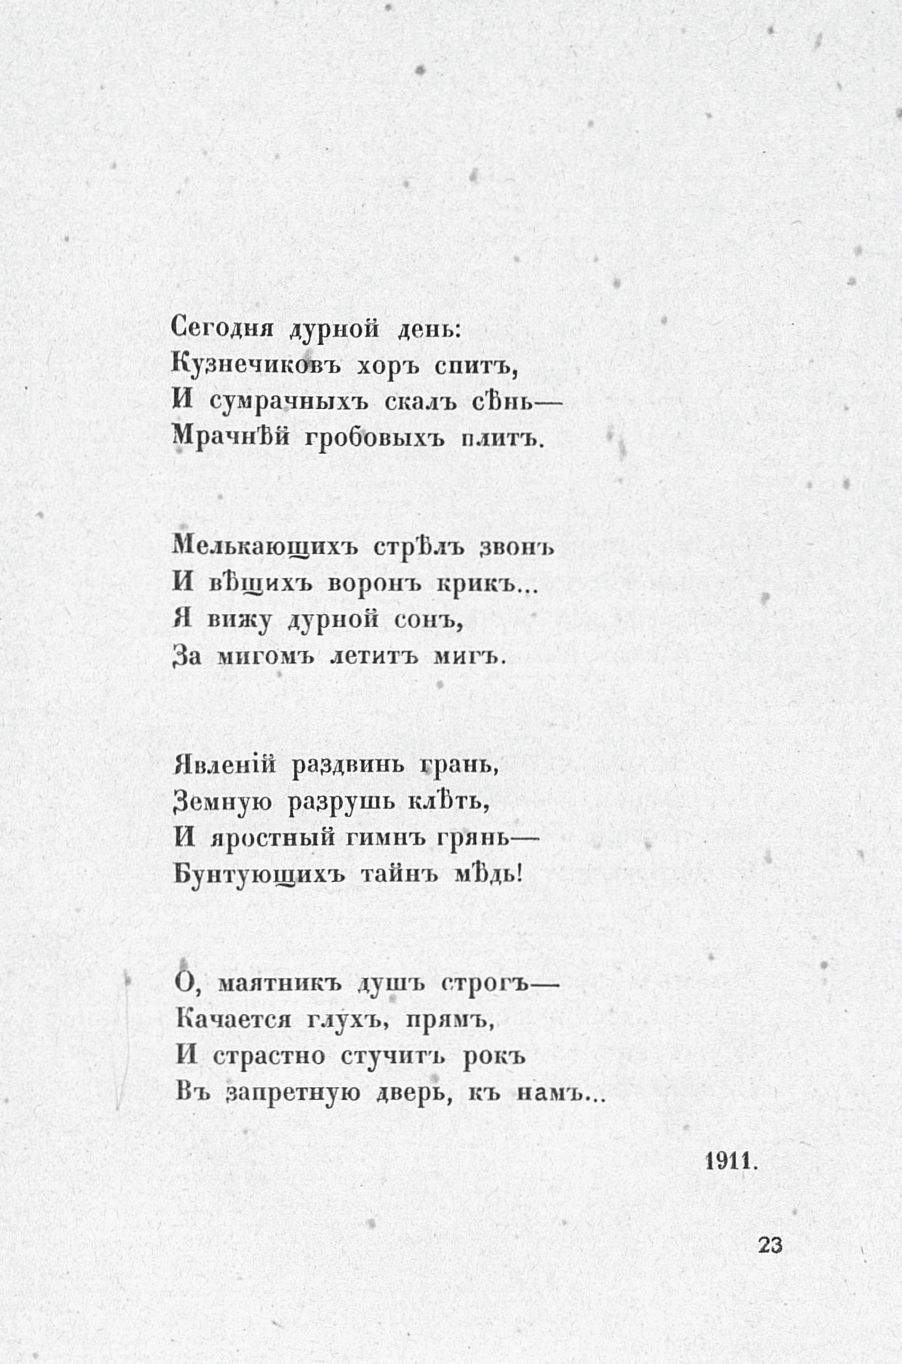 Сегодня дурной день:
Кузнечиковъ хоръ спитъ,
И сумрачныхъ скалъ сѣнь—
Мрачнѣй гробовыхъ плитъ.
Мелькающихъ стрѣлъ звонъ
И вѣщихъ воронъ крикъ...
Я вижу дурной сонъ,
За мигомъ летитъ мигъ.
Явленій раздвинь грань,
Земную разрушь клѣть,
И яростный гимнъ грянь—
Бунтующихъ тайнъ мѣдь!
О, маятникъ душъ строгъ—
Качается глухъ, прямъ,
И страстно стучитъ рокъ
Въ запретную дверь, къ намъ...
1911.
23